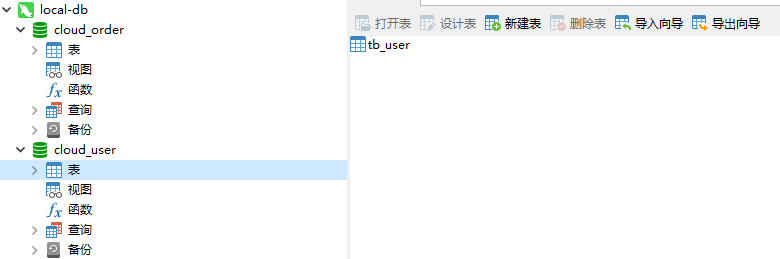 local-db
cloud_order
表
视图
fx 函数
查询
备份
cloud_user
表
视图
fx 函数
查询
备份
打开表 设计表 新建表 删除表 导入向导 导出向导
tb_user